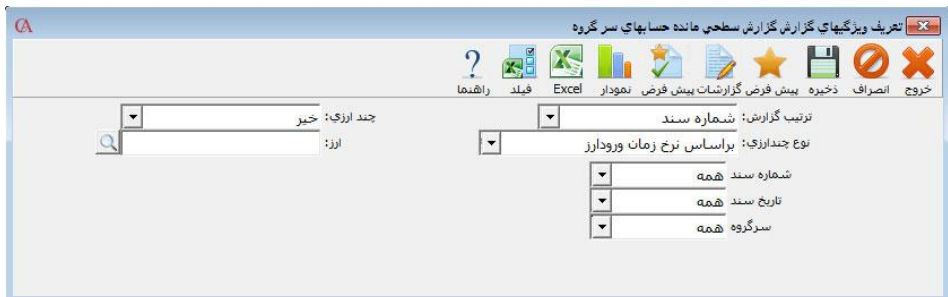 تعريف ويژگيهاي گزارش گزارش سطحي مانده حسابهاي سر گروه
خروج انصراف ذخيره پيش فرض گزارشات پيش فرض نمودار Excel فيلد راهنما
ترتيب گزارش: شماره سند چند ارزي: خير
نوع چندارزي: براساس نرخ زمان ورودارز ارز:
شماره سند همه
تاريخ سند همه
سرگروه همه